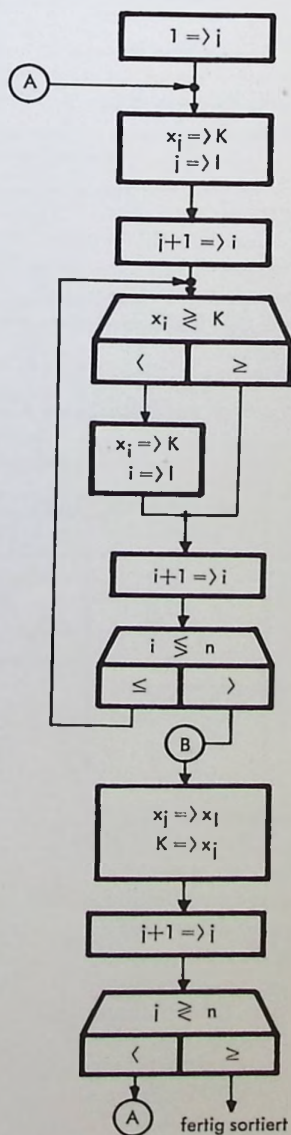 1 => j
A
xj => K
j => l
j+1 => i
xi ≷ K
< ≥
xi => K
i => l
i+1 => i
i ≶ n
≤ >
B
xj => xl
K => xj
j+1 => j
j ≷ n
< ≥
A fertig sortiert